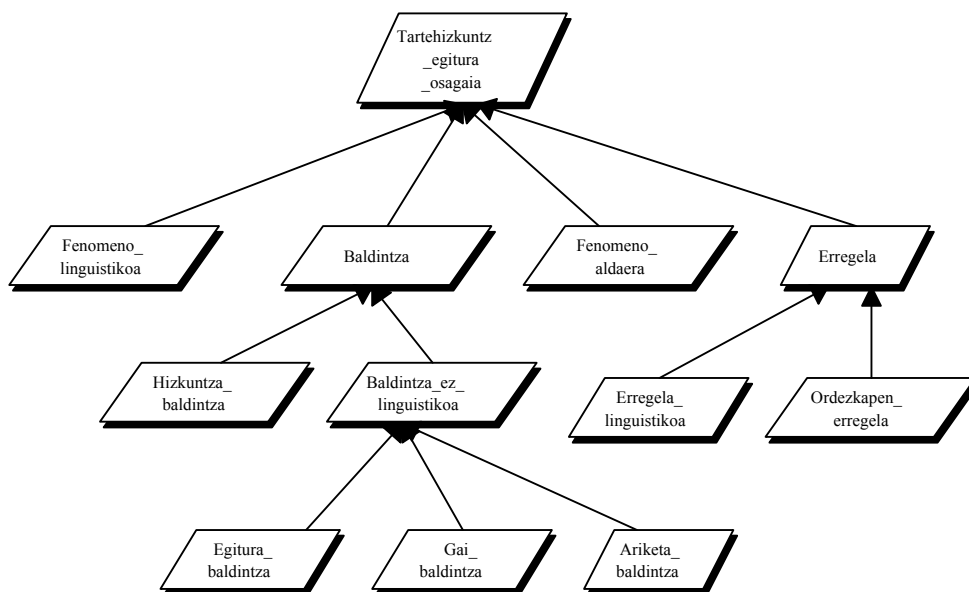 Tartehizkuntz
_egitura
_osagaia
Fenomeno_
linguistikoa
Baldintza
Fenomeno_
aldaera
Erregela
Hizkuntza_
baldintza
Baldintza_ez_
linguistikoa
Erregela_
linguistikoa
Ordezkapen_
erregela
Egitura_
baldintza
Gai_
baldintza
Ariketa_
baldintza